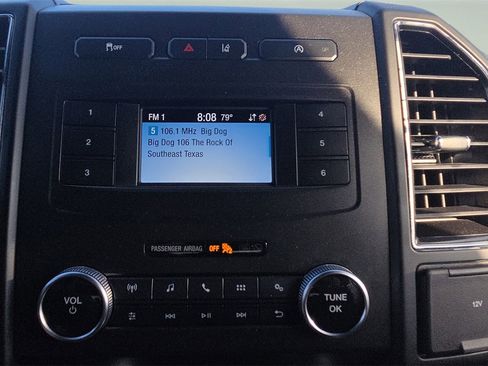 OFF
FM 1 8:08 79°
5 106.1 MHz Big Dog
Big Dog 106 The Rock Of
Southeast Texas
1
2
3
4
5
6
PASSENGER AIRBAG OFF
VOL
TUNE
OK
12V